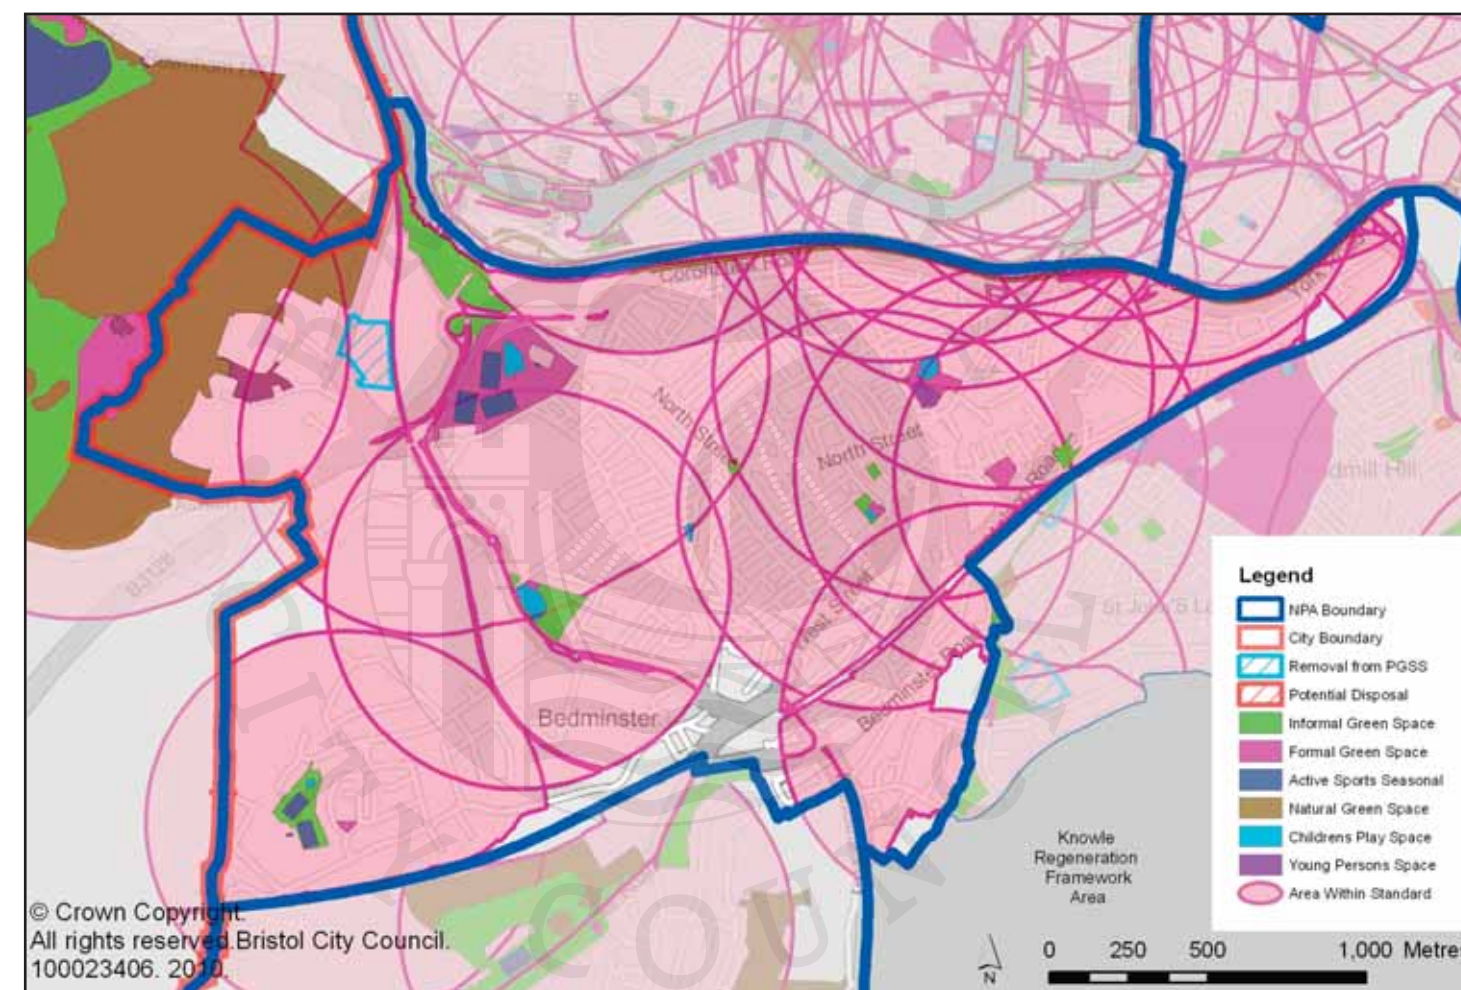 North Street
North Street
West Street
Bedminster Road
Bedminster
B3128
Legend
NPA Boundary
City Boundary
Removal from PGSS
Potential Disposal
Informal Green Space
Formal Green Space
Active Sports Seasonal
Natural Green Space
Childrens Play Space
Young Persons Space
Area Within Standard
Knowle
Regeneration
Framework
Area
© Crown Copyright.
All rights reserved.Bristol City Council.
100023406. 2010.
N
0 250 500 1,000 Metres